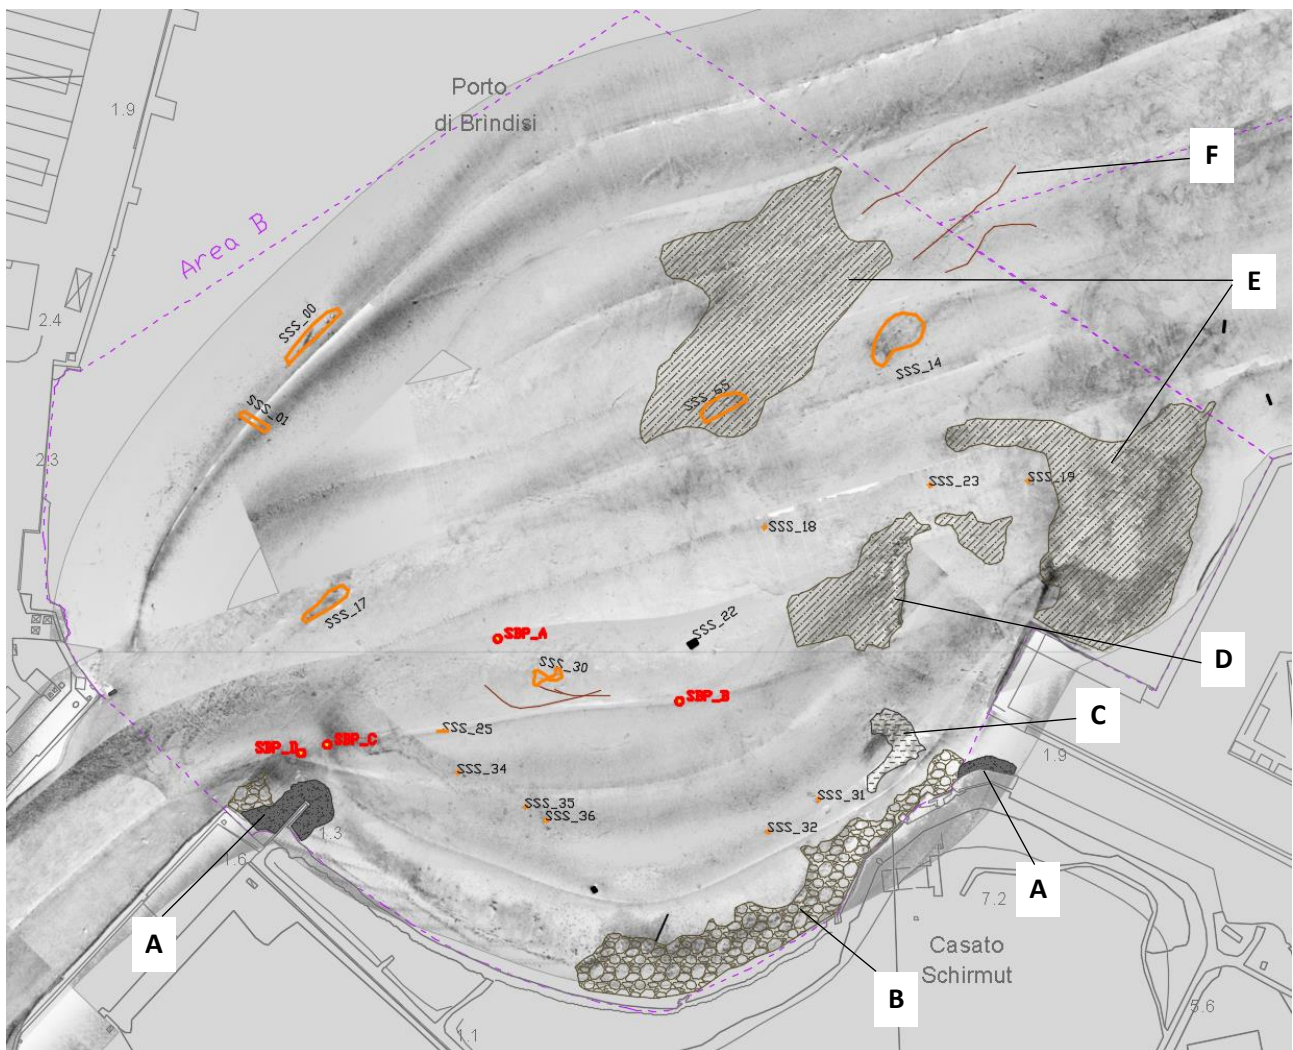 Porto
di Brindisi
1.9
F
Area B
E
SSS_00
2.4
SSS_14
SSS_65
SSS_01
2.3
SSS_23
SSS_19
SSS_18
SSS_17
SSS_22
SBP_A
SSS_30
D
SBP_B
C
SSS_25
SBP_D
SBP_C
1.9
SSS_34
A
SSS_31
SSS_35
SSS_36
SSS_32
1.3
1.6
A
7.2
A
Casato
Schirmut
B
5.6
1.1